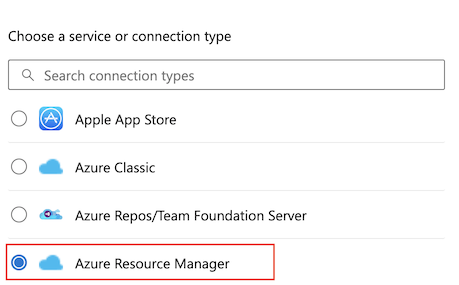 Choose a service or connection type
Search connection types
Apple App Store
Azure Classic
Azure Repos/Team Foundation Server
Azure Resource Manager